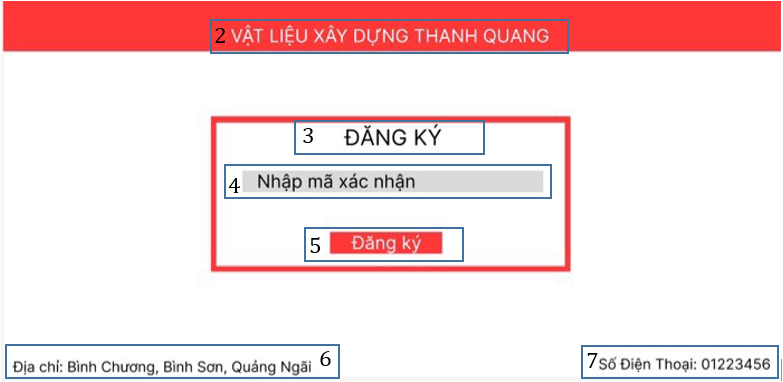 2 VẬT LIỆU XÂY DỰNG THANH QUANG
3 ĐĂNG KÝ
4 Nhập mã xác nhận
5 Đăng ký
Địa chỉ: Bình Chương, Bình Sơn, Quảng Ngãi 6
7 Số Điện Thoại: 01223456